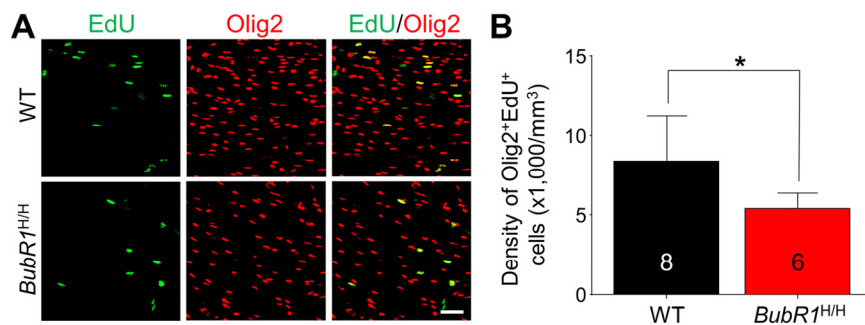 A
EdU
Olig2
EdU/Olig2
WT
BubR1H/H
B
Density of Olig2+EdU+
cells (x1,000/mm3)
15
10
5
0
*
8
6
WT
BubR1H/H